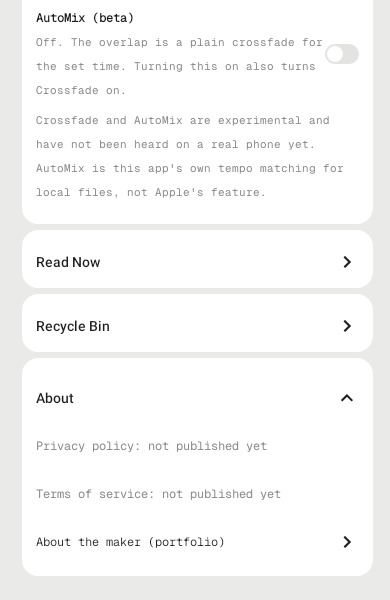 AutoMix (beta)
Off. The overlap is a plain crossfade for
the set time. Turning this on also turns
Crossfade on.
Crossfade and AutoMix are experimental and
have not been heard on a real phone yet.
AutoMix is this app's own tempo matching for
local files, not Apple's feature.
Read Now
Recycle Bin
About
Privacy policy: not published yet
Terms of service: not published yet
About the maker (portfolio)